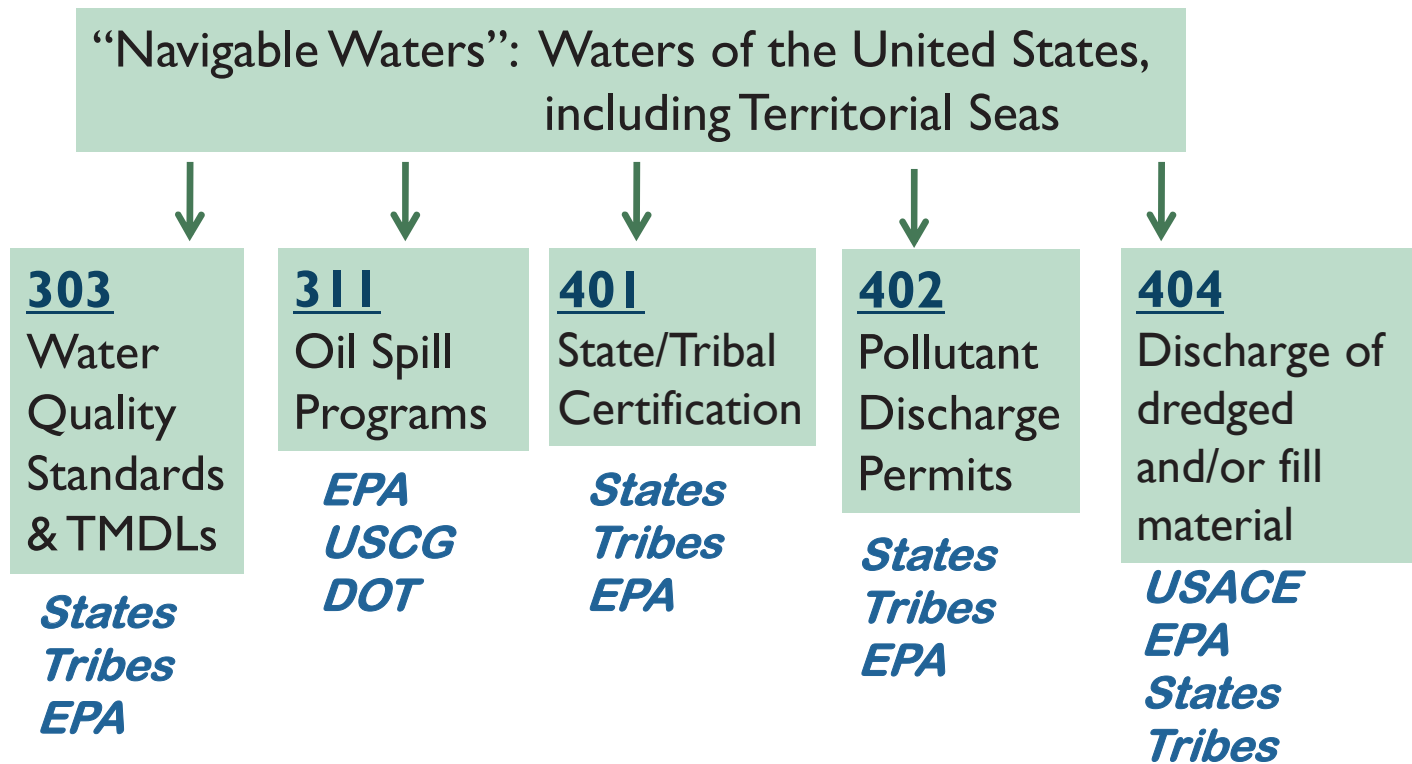 “Navigable Waters”: Waters of the United States,
including Territorial Seas
303
Water
Quality
Standards
& TMDLs
States
Tribes
EPA
311
Oil Spill
Programs
EPA
USCG
DOT
401
State/Tribal
Certification
States
Tribes
EPA
402
Pollutant
Discharge
Permits
States
Tribes
EPA
404
Discharge of
dredged
and/or fill
material
USACE
EPA
States
Tribes